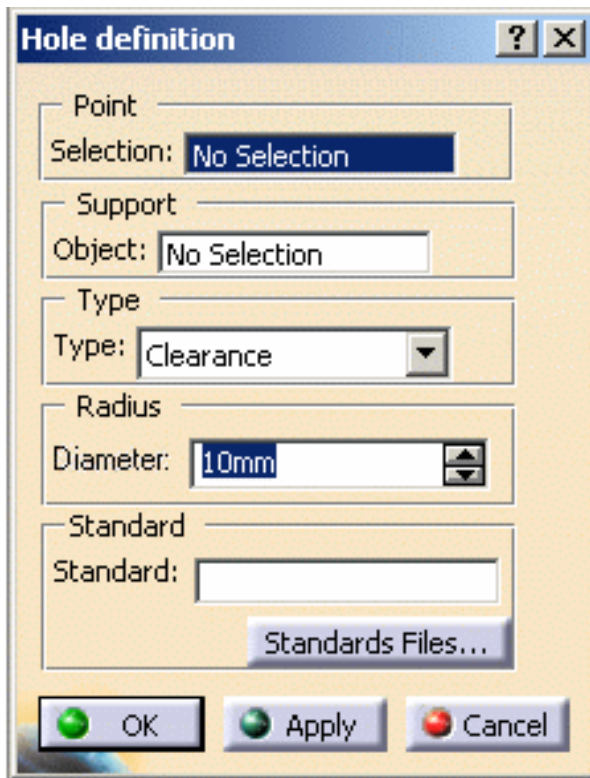 Hole definition ? X
Point
Selection: No Selection
Support
Object: No Selection
Type
Type: Clearance
Radius
Diameter: 10mm
Standard
Standard:
Standards Files...
OK Apply Cancel